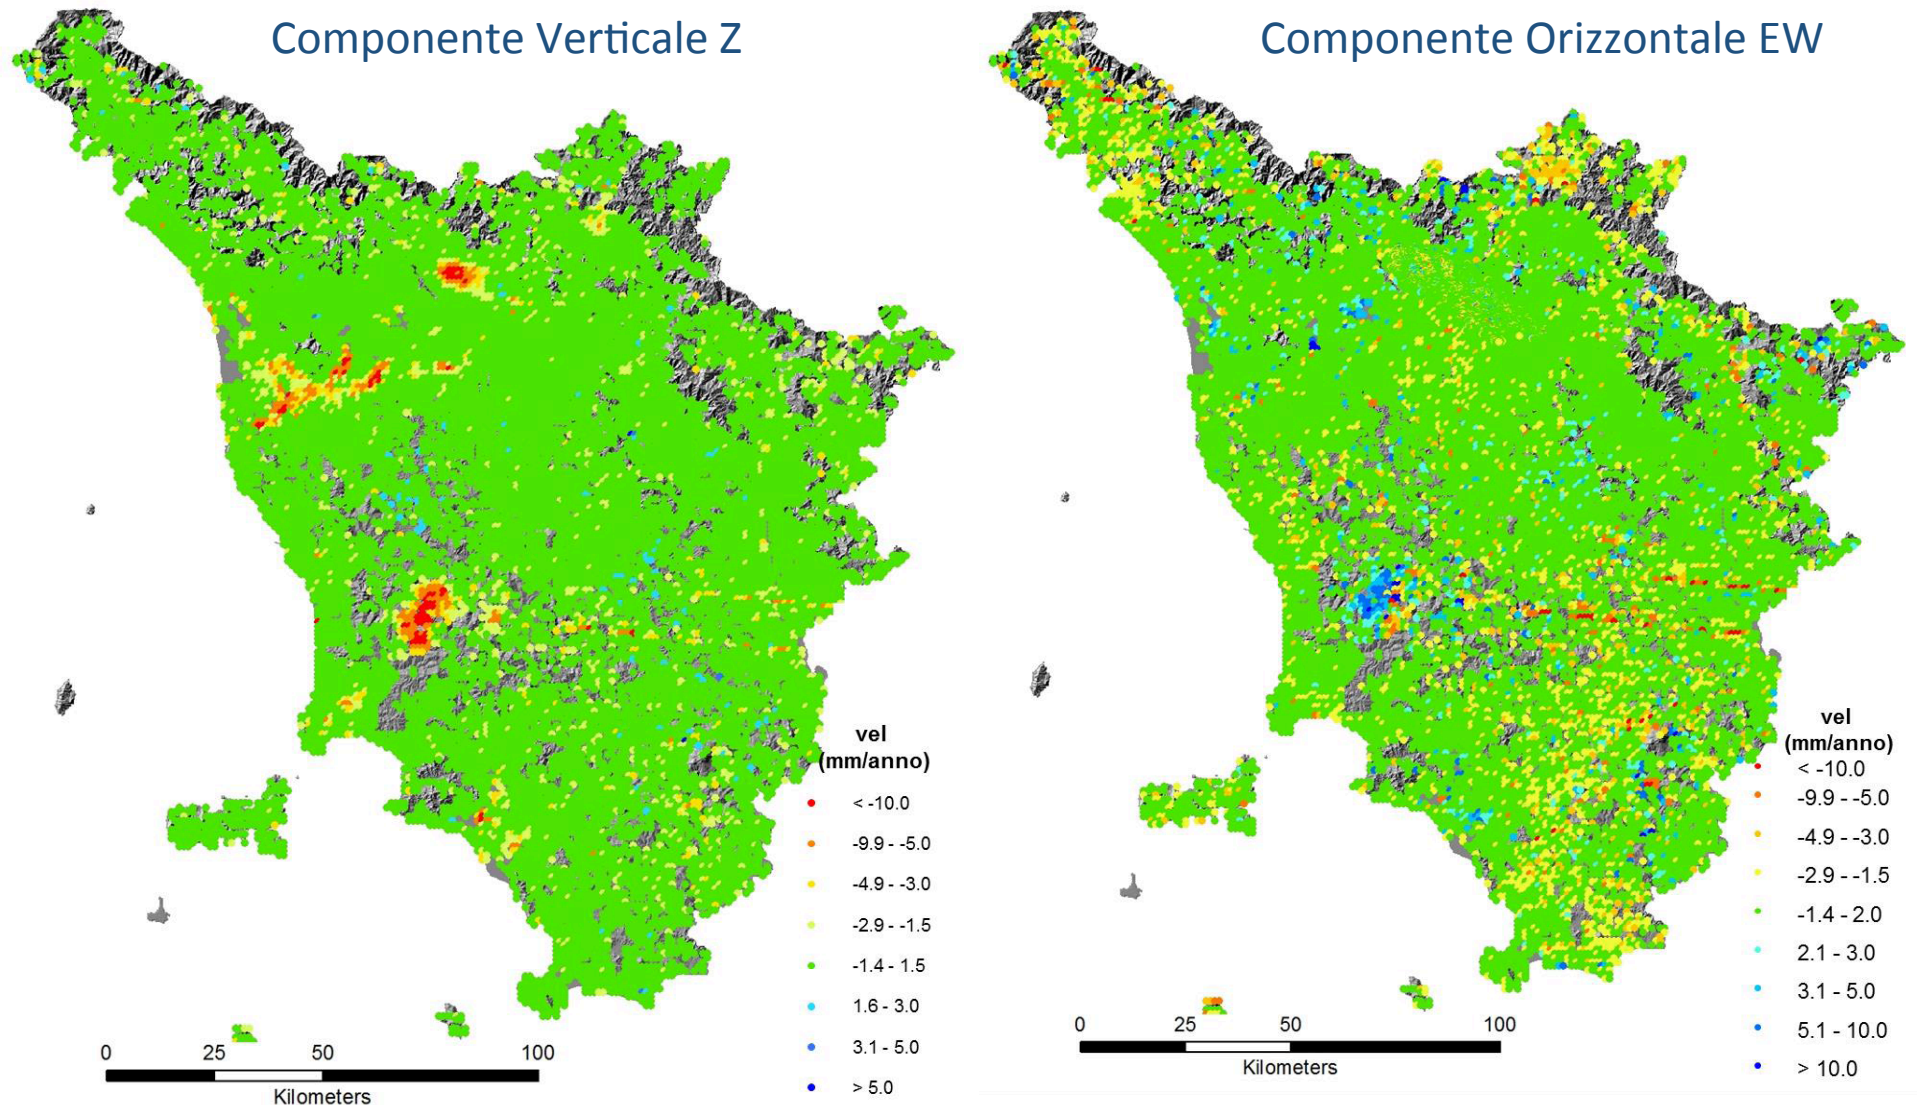 Componente Verticale Z
vel
(mm/anno)
< -10.0
-9.9 - -5.0
-4.9 - -3.0
-2.9 - -1.5
-1.4 - 1.5
1.6 - 3.0
3.1 - 5.0
> 5.0
0 25 50 100
Kilometers
Componente Orizzontale EW
vel
(mm/anno)
< -10.0
-9.9 - -5.0
-4.9 - -3.0
-2.9 - -1.5
-1.4 - 2.0
2.1 - 3.0
3.1 - 5.0
5.1 - 10.0
> 10.0
0 25 50 100
Kilometers